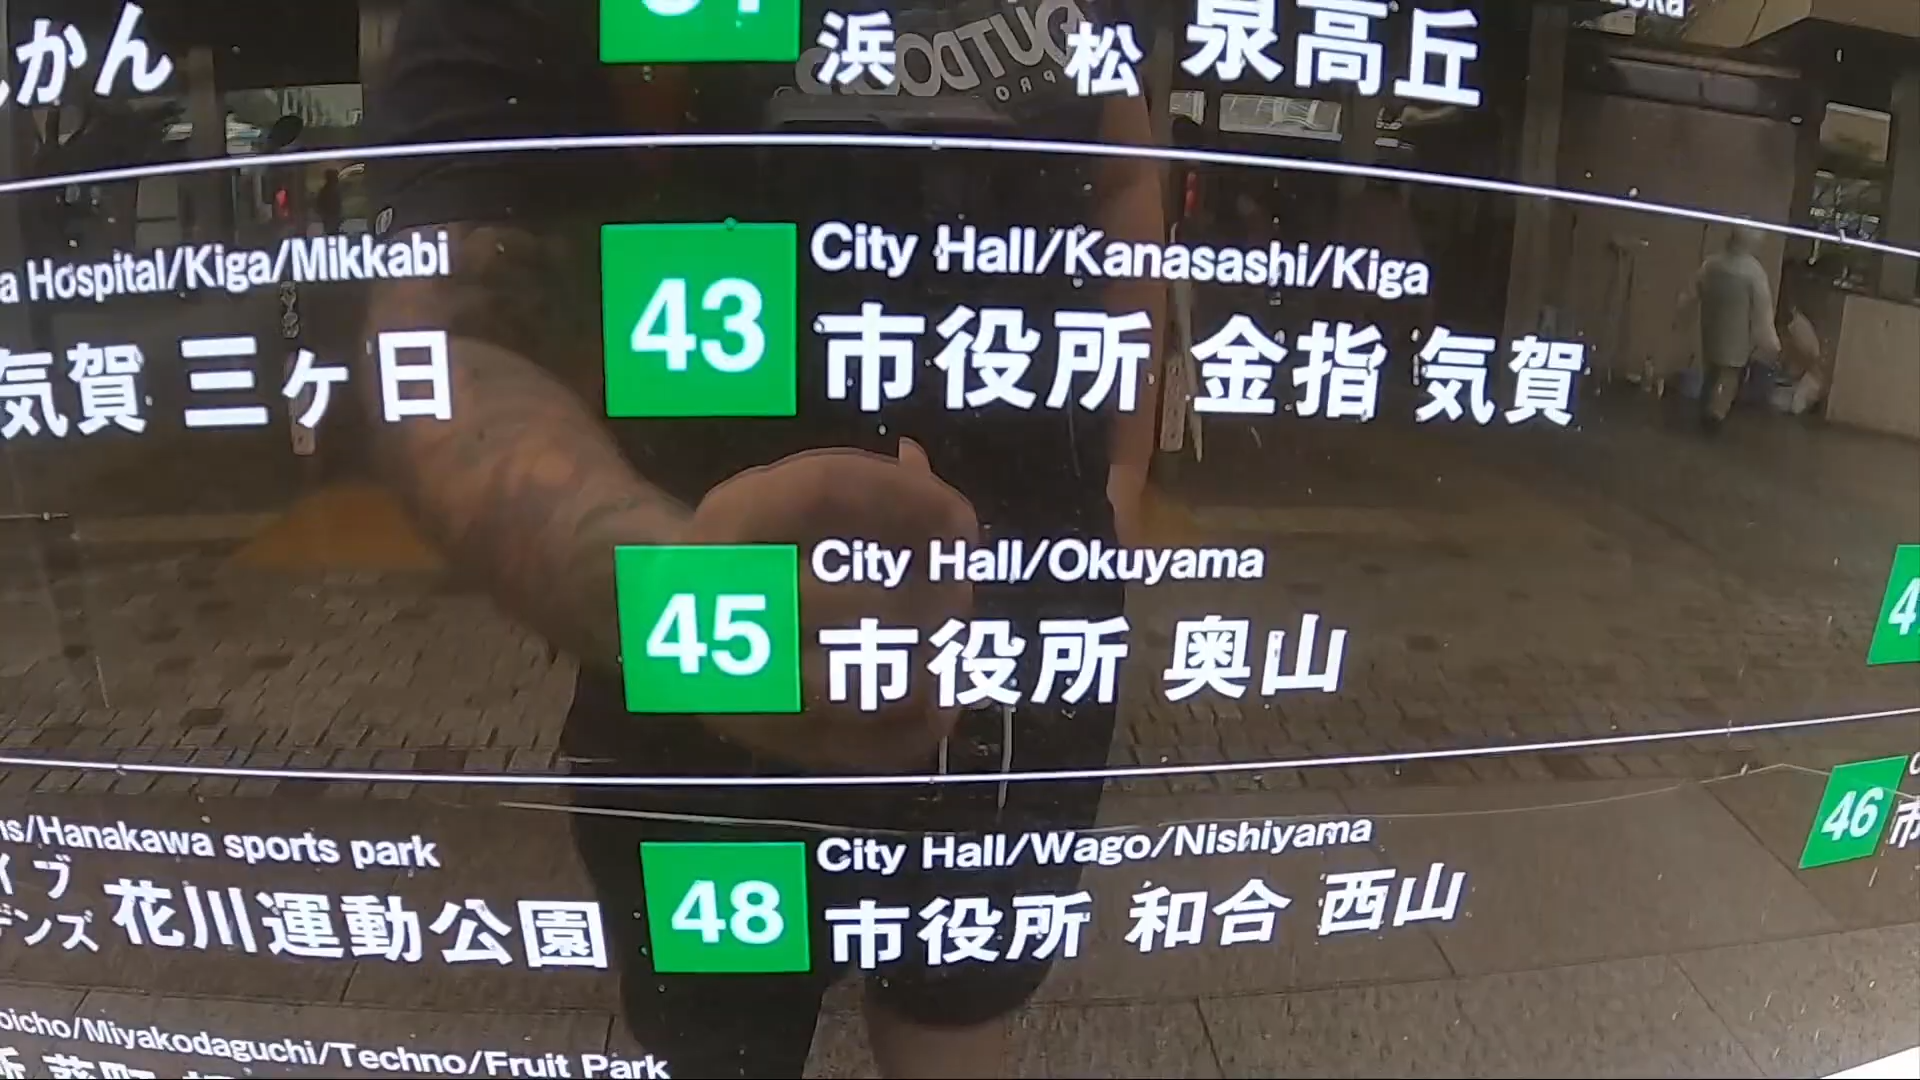 かん
浜松 泉高丘
Hospital/Kiga/Mikkabi
気賀 三ヶ日
43
City Hall/Kanasashi/Kiga
市役所 金指 気賀
45
City Hall/Okuyama
市役所 奥山
/Hanakawa sports park
花川運動公園
48
City Hall/Wago/Nishiyama
市役所 和合 西山
46
市
/Miyakodaguchi/Techno/Fruit Park